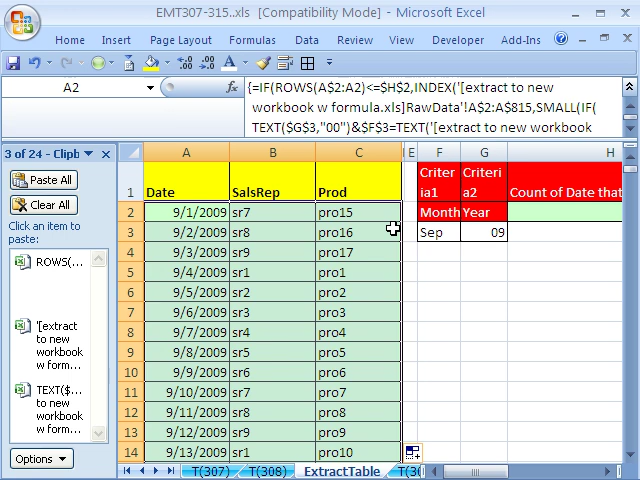 EMT307-315..xls [Compatibility Mode] - Microsoft Excel
Home Insert Page Layout Formulas Data Review View Developer Add-Ins
A2 fx {=IF(ROWS(A$2:A2)<=$H$2,INDEX('[extract to new
workbook w formula.xls]RawData'!A$2:A$815,SMALL(IF(
TEXT($G$3,"00")&$F$3=TEXT('[extract to new workbook
3 of 24 - Clipb
Paste All
Clear All
Click an item to
paste:
ROWS(...
'[extract
to new
workbook
w form...
TEXT($...
to new
workbook
w form...
Options
A B C E F G H
1 Date SalsRep Prod Criter ia1 Criteri a2 Count of Date that
2 9/1/2009 sr7 pro15 Month Year
3 9/2/2009 sr8 pro16 Sep 09
4 9/3/2009 sr9 pro17
5 9/4/2009 sr1 pro1
6 9/5/2009 sr2 pro2
7 9/6/2009 sr3 pro3
8 9/7/2009 sr4 pro4
9 9/8/2009 sr5 pro5
10 9/9/2009 sr6 pro6
11 9/10/2009 sr7 pro7
12 9/11/2009 sr8 pro8
13 9/12/2009 sr9 pro9
14 9/13/2009 sr1 pro10
T(307) T(308) ExtractTable